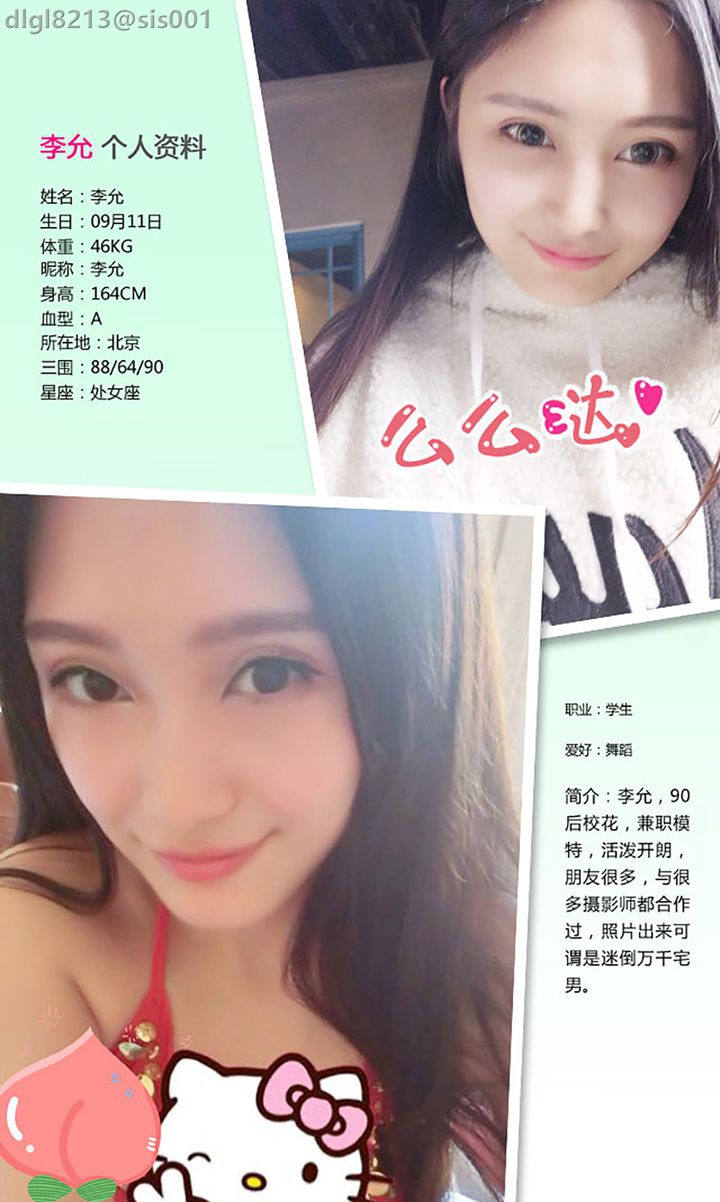 dlgl8213@sis001
李允 个人资料
姓名：李允
生日：09月11日
体重：46KG
昵称：李允
身高：164CM
血型：A
所在地：北京
三围：88/64/90
星座：处女座
么么哒
职业：学生
爱好：舞蹈
简介：李允，90
后校花，兼职模
特，活泼开朗，
朋友很多，与很
多摄影师都合作
过，照片出来可
谓是迷倒万千宅
男。